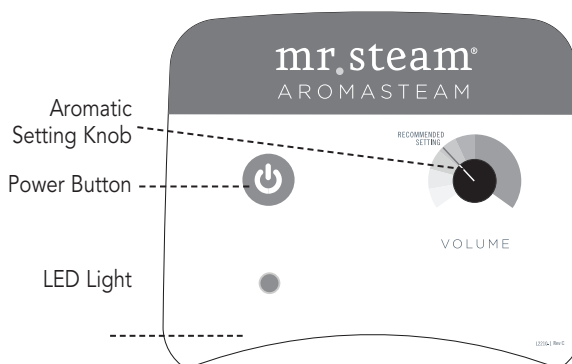 mr.steam®
AROMASTEAM
Aromatic
Setting Knob
RECOMMENDED
SETTING
Power Button
VOLUME
LED Light